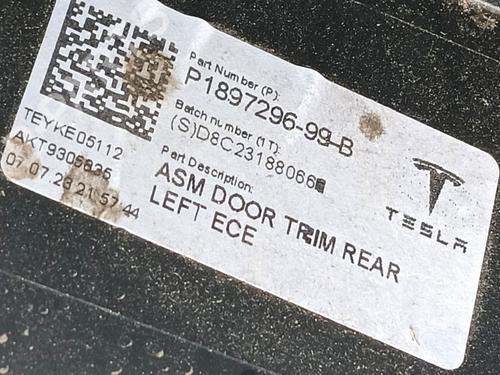 Part Number (P):
P1897296-99-B
Batch number (1T):
(S)D8C23188066
Part Description:
ASM DOOR TRIM REAR
LEFT ECE
TEYKE05112
07 07 23 21:57:44
TESLA